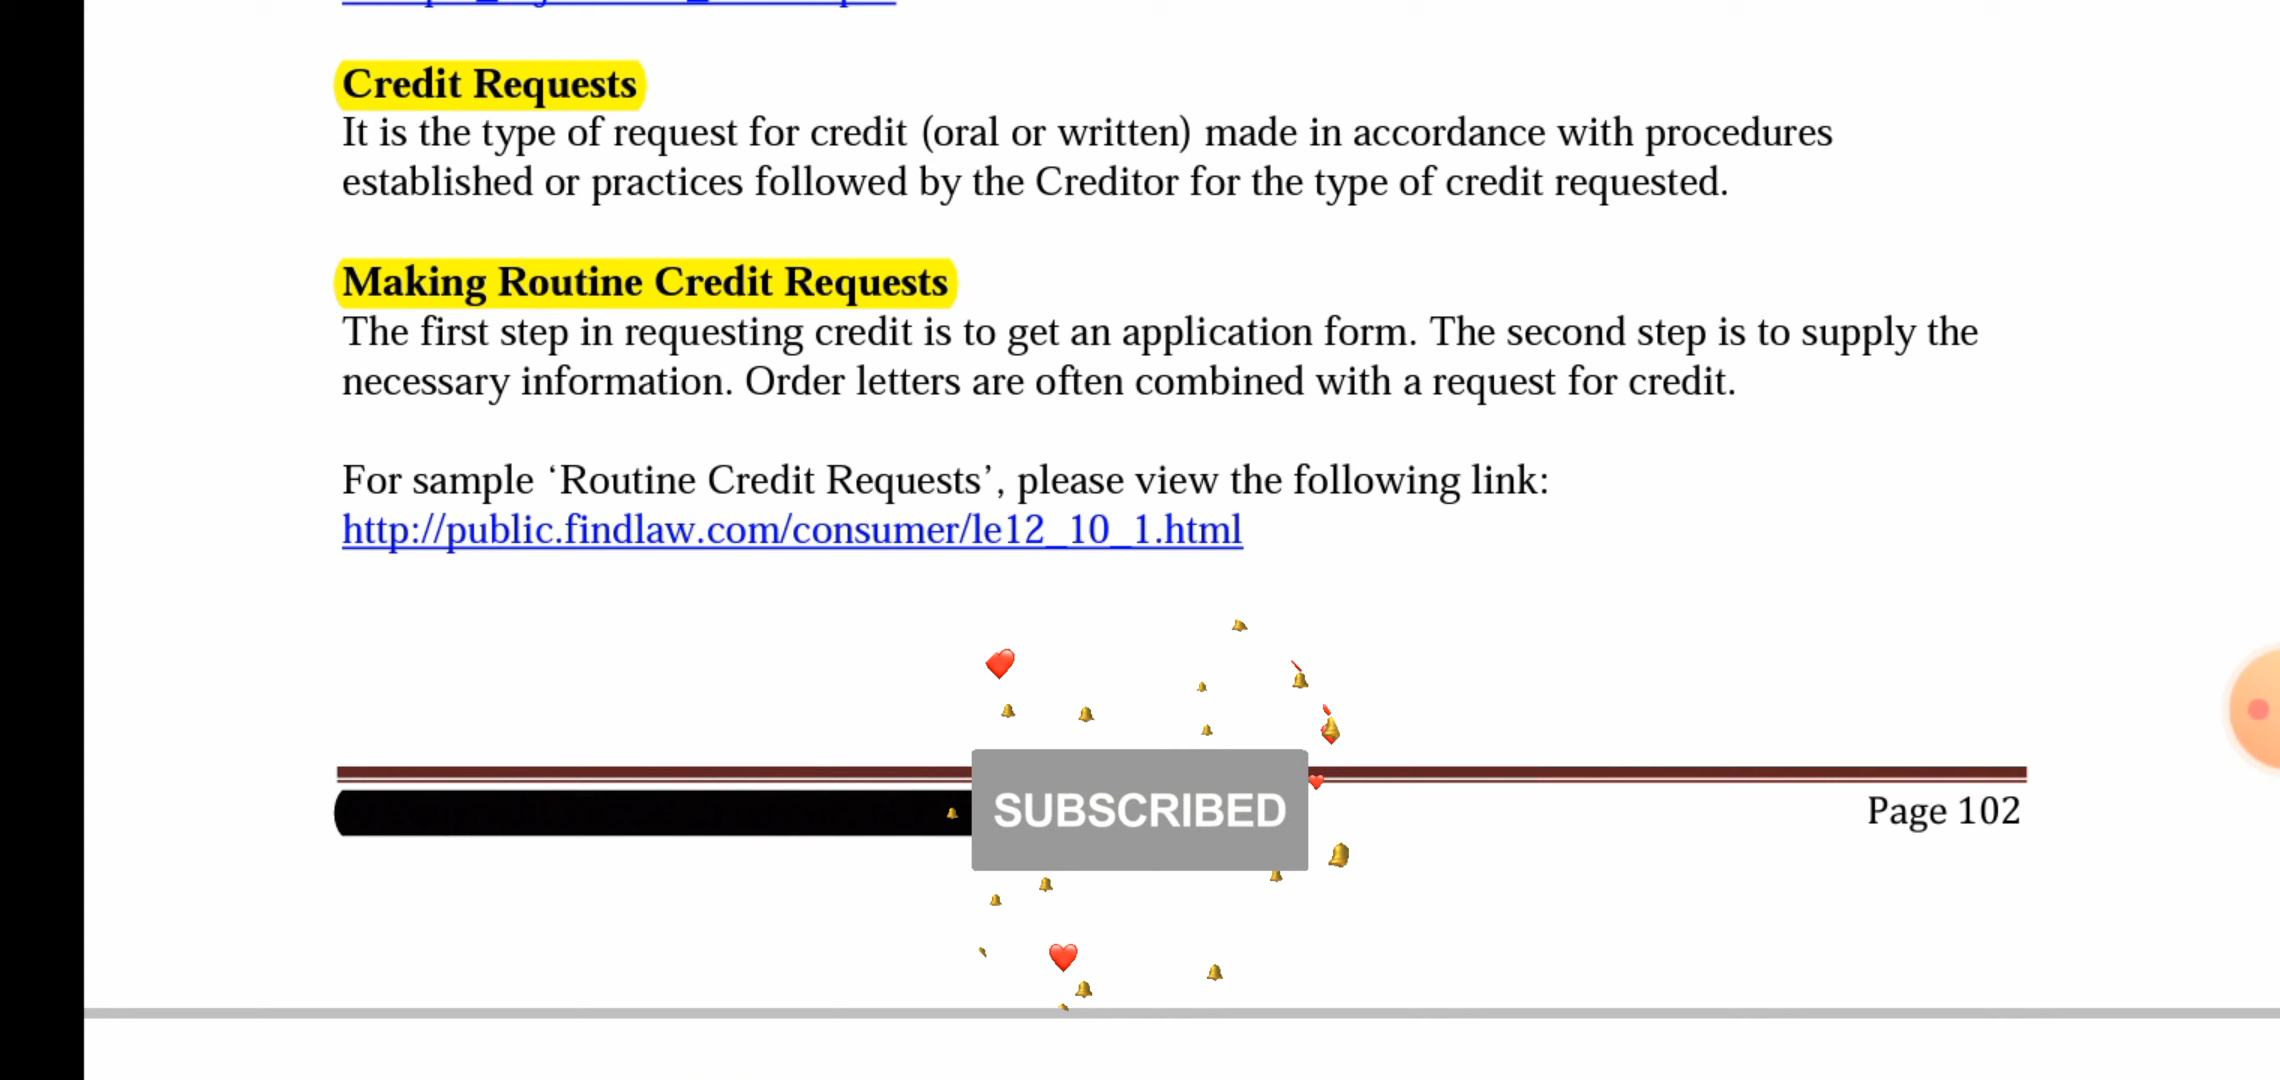 Credit Requests
It is the type of request for credit (oral or written) made in accordance with procedures
established or practices followed by the Creditor for the type of credit requested.
Making Routine Credit Requests
The first step in requesting credit is to get an application form. The second step is to supply the
necessary information. Order letters are often combined with a request for credit.
For sample ‘Routine Credit Requests’, please view the following link:
http://public.findlaw.com/consumer/le12_10_1.html
SUBSCRIBED
Page 102